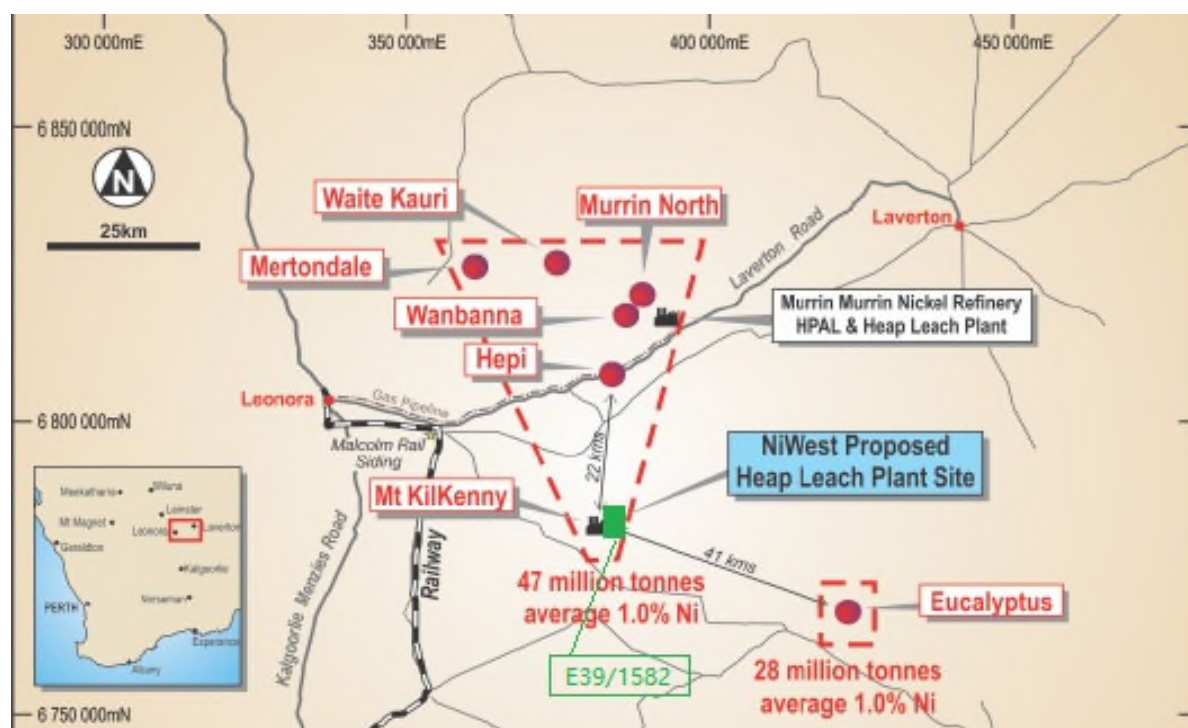 300 000mE
350 000mE
400 000mE
450 000mE
6 850 000mN
N
25km
Waite Kauri
Murrin North
Laverton
Laverton Road
Mertondale
Wanbanna
Murrin Murrin Nickel Refinery
HPAL & Heap Leach Plant
Hepi
Leonora
Gas Pipeline
6 800 000mN
Malcolm Rail
Siding
22 kms
NiWest Proposed
Heap Leach Plant Site
Mt KilKenny
Kalgoorlie Menzies Road
Railway
41 kms
47 million tonnes
average 1.0% Ni
Eucalyptus
E39/1582
28 million tonnes
average 1.0% Ni
6 750 000mN
Meekatharra
Wiluna
Leinster
Mt Magnet
Leonora
Laverton
Geraldton
Kalgoorlie
Norseman
PERTH
Esperance
Albany